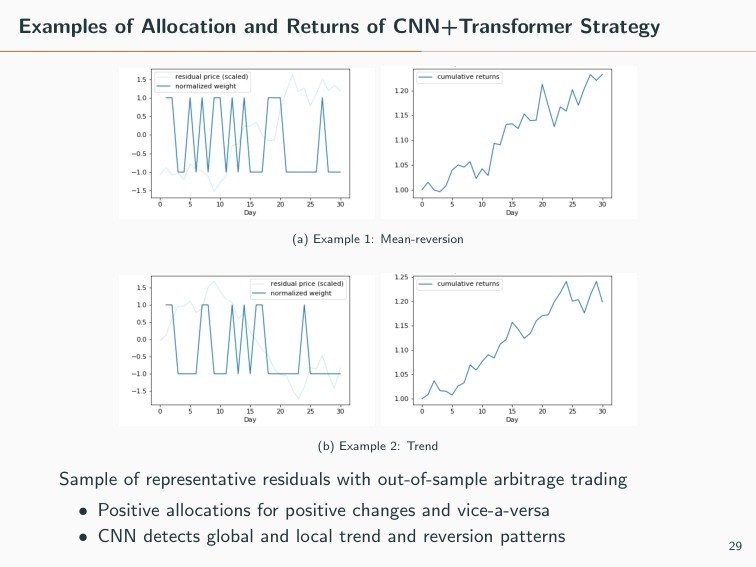 Examples of Allocation and Returns of CNN+Transformer Strategy
residual price (scaled)
normalized weight
1.5
1.0
0.5
0.0
−0.5
−1.0
−1.5
0 5 10 15 20 25 30
Day
cumulative returns
1.20
1.15
1.10
1.05
1.00
0 5 10 15 20 25 30
Day
(a) Example 1: Mean-reversion
residual price (scaled)
normalized weight
1.5
1.0
0.5
0.0
−0.5
−1.0
−1.5
0 5 10 15 20 25 30
Day
cumulative returns
1.25
1.20
1.15
1.10
1.05
1.00
0 5 10 15 20 25 30
Day
(b) Example 2: Trend
Sample of representative residuals with out-of-sample arbitrage trading
• Positive allocations for positive changes and vice-a-versa
• CNN detects global and local trend and reversion patterns
29